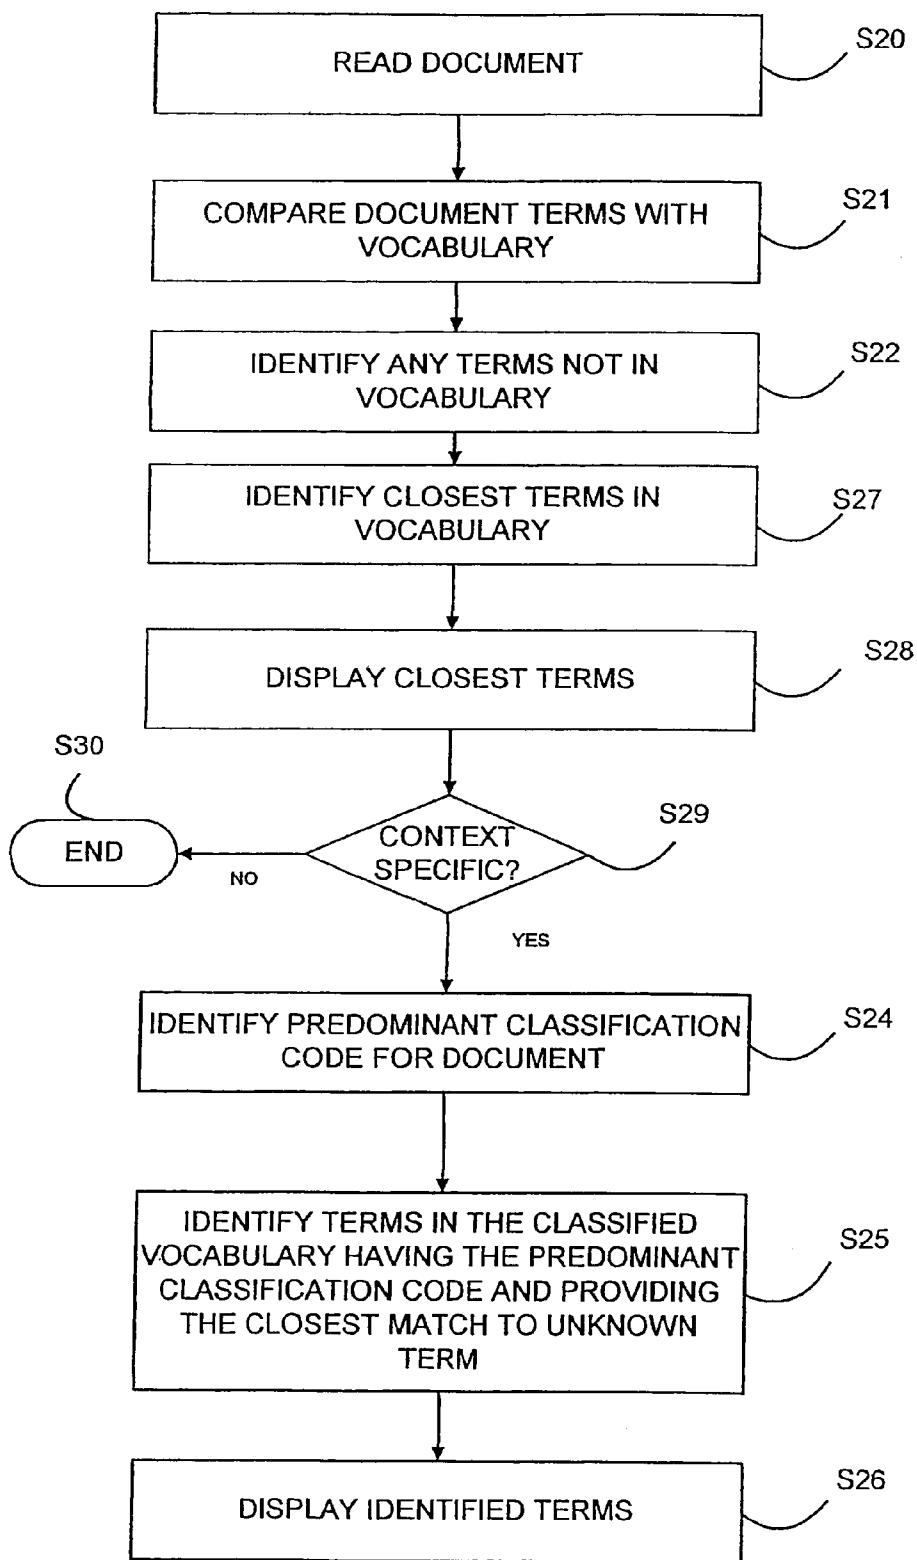 READ DOCUMENT
S20
COMPARE DOCUMENT TERMS WITH
VOCABULARY
S21
IDENTIFY ANY TERMS NOT IN
VOCABULARY
S22
IDENTIFY CLOSEST TERMS IN
VOCABULARY
S27
DISPLAY CLOSEST TERMS
S28
CONTEXT
SPECIFIC?
S29
NO
END
S30
YES
IDENTIFY PREDOMINANT CLASSIFICATION
CODE FOR DOCUMENT
S24
IDENTIFY TERMS IN THE CLASSIFIED
VOCABULARY HAVING THE PREDOMINANT
CLASSIFICATION CODE AND PROVIDING
THE CLOSEST MATCH TO UNKNOWN
TERM
S25
DISPLAY IDENTIFIED TERMS
S26